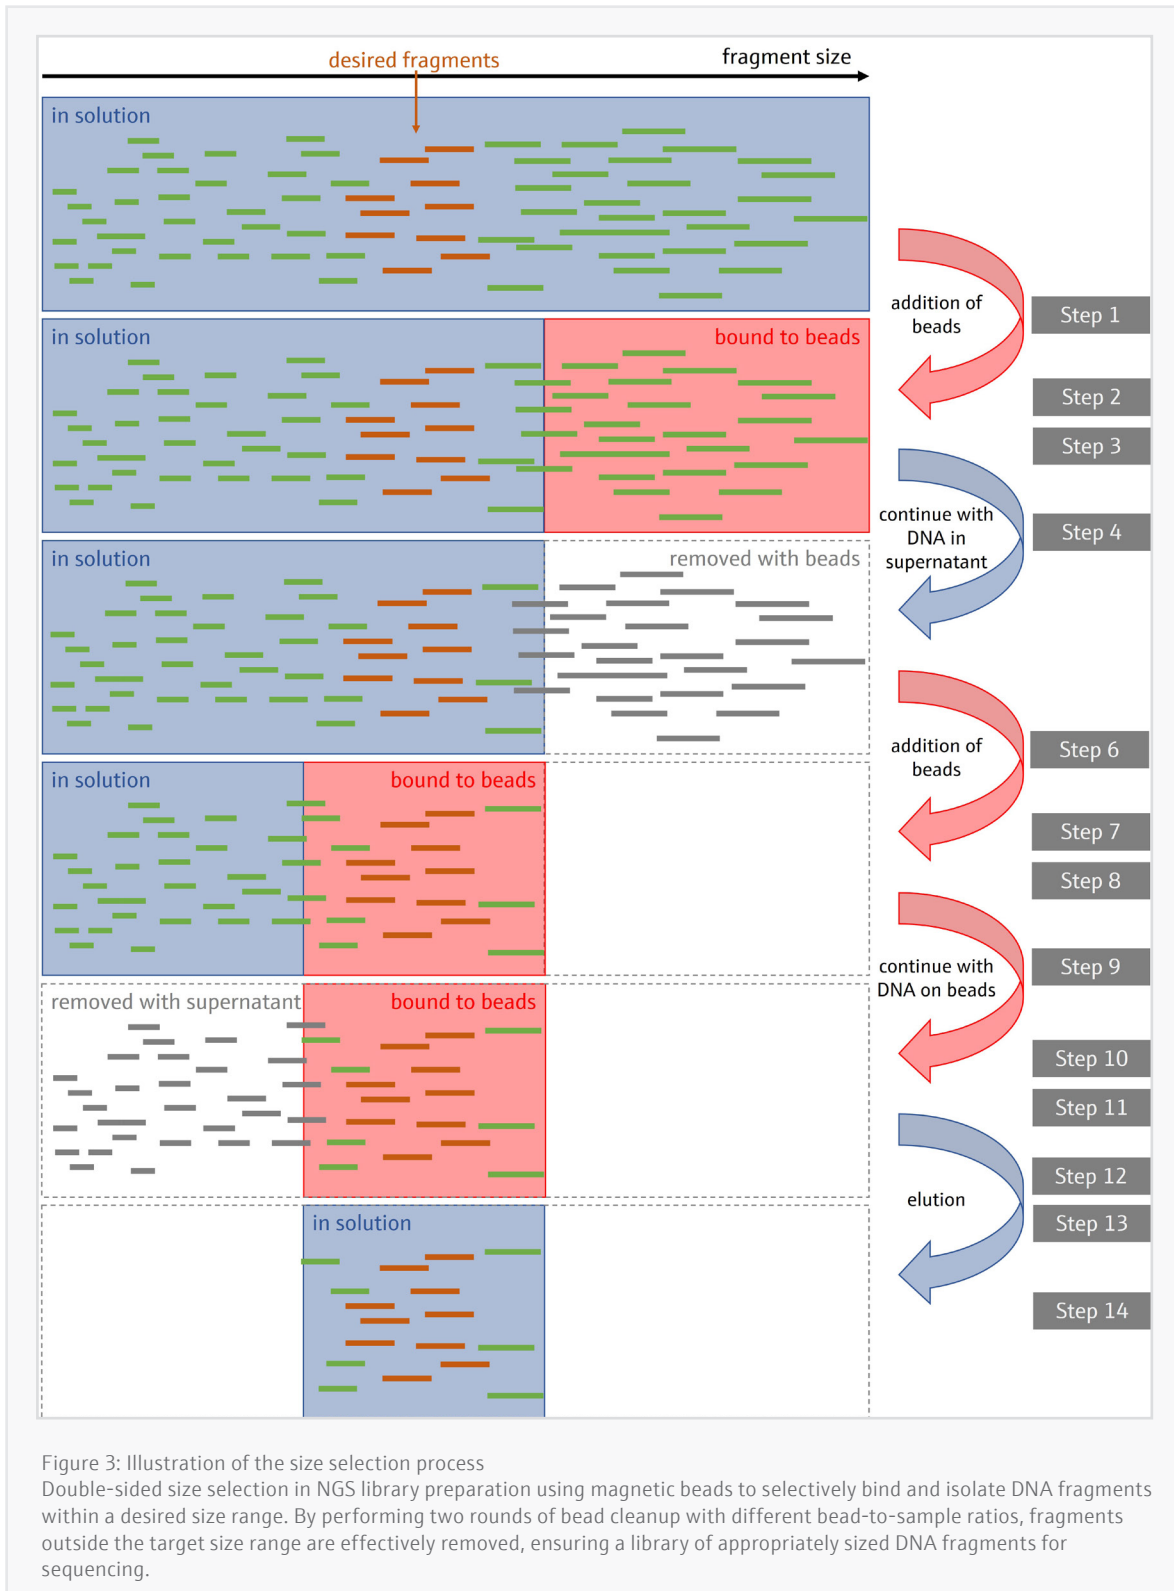 desired fragments
fragment size
in solution
addition of
beads
Step 1
in solution
bound to beads
Step 2
Step 3
continue with
DNA in
supernatant
Step 4
in solution
removed with beads
addition of
beads
Step 6
in solution
bound to beads
Step 7
Step 8
continue with
DNA on beads
Step 9
removed with supernatant
bound to beads
Step 10
Step 11
elution
Step 12
Step 13
in solution
Step 14
Figure 3: Illustration of the size selection process
Double-sided size selection in NGS library preparation using magnetic beads to selectively bind and isolate DNA fragments
within a desired size range. By performing two rounds of bead cleanup with different bead-to-sample ratios, fragments
outside the target size range are effectively removed, ensuring a library of appropriately sized DNA fragments for
sequencing.